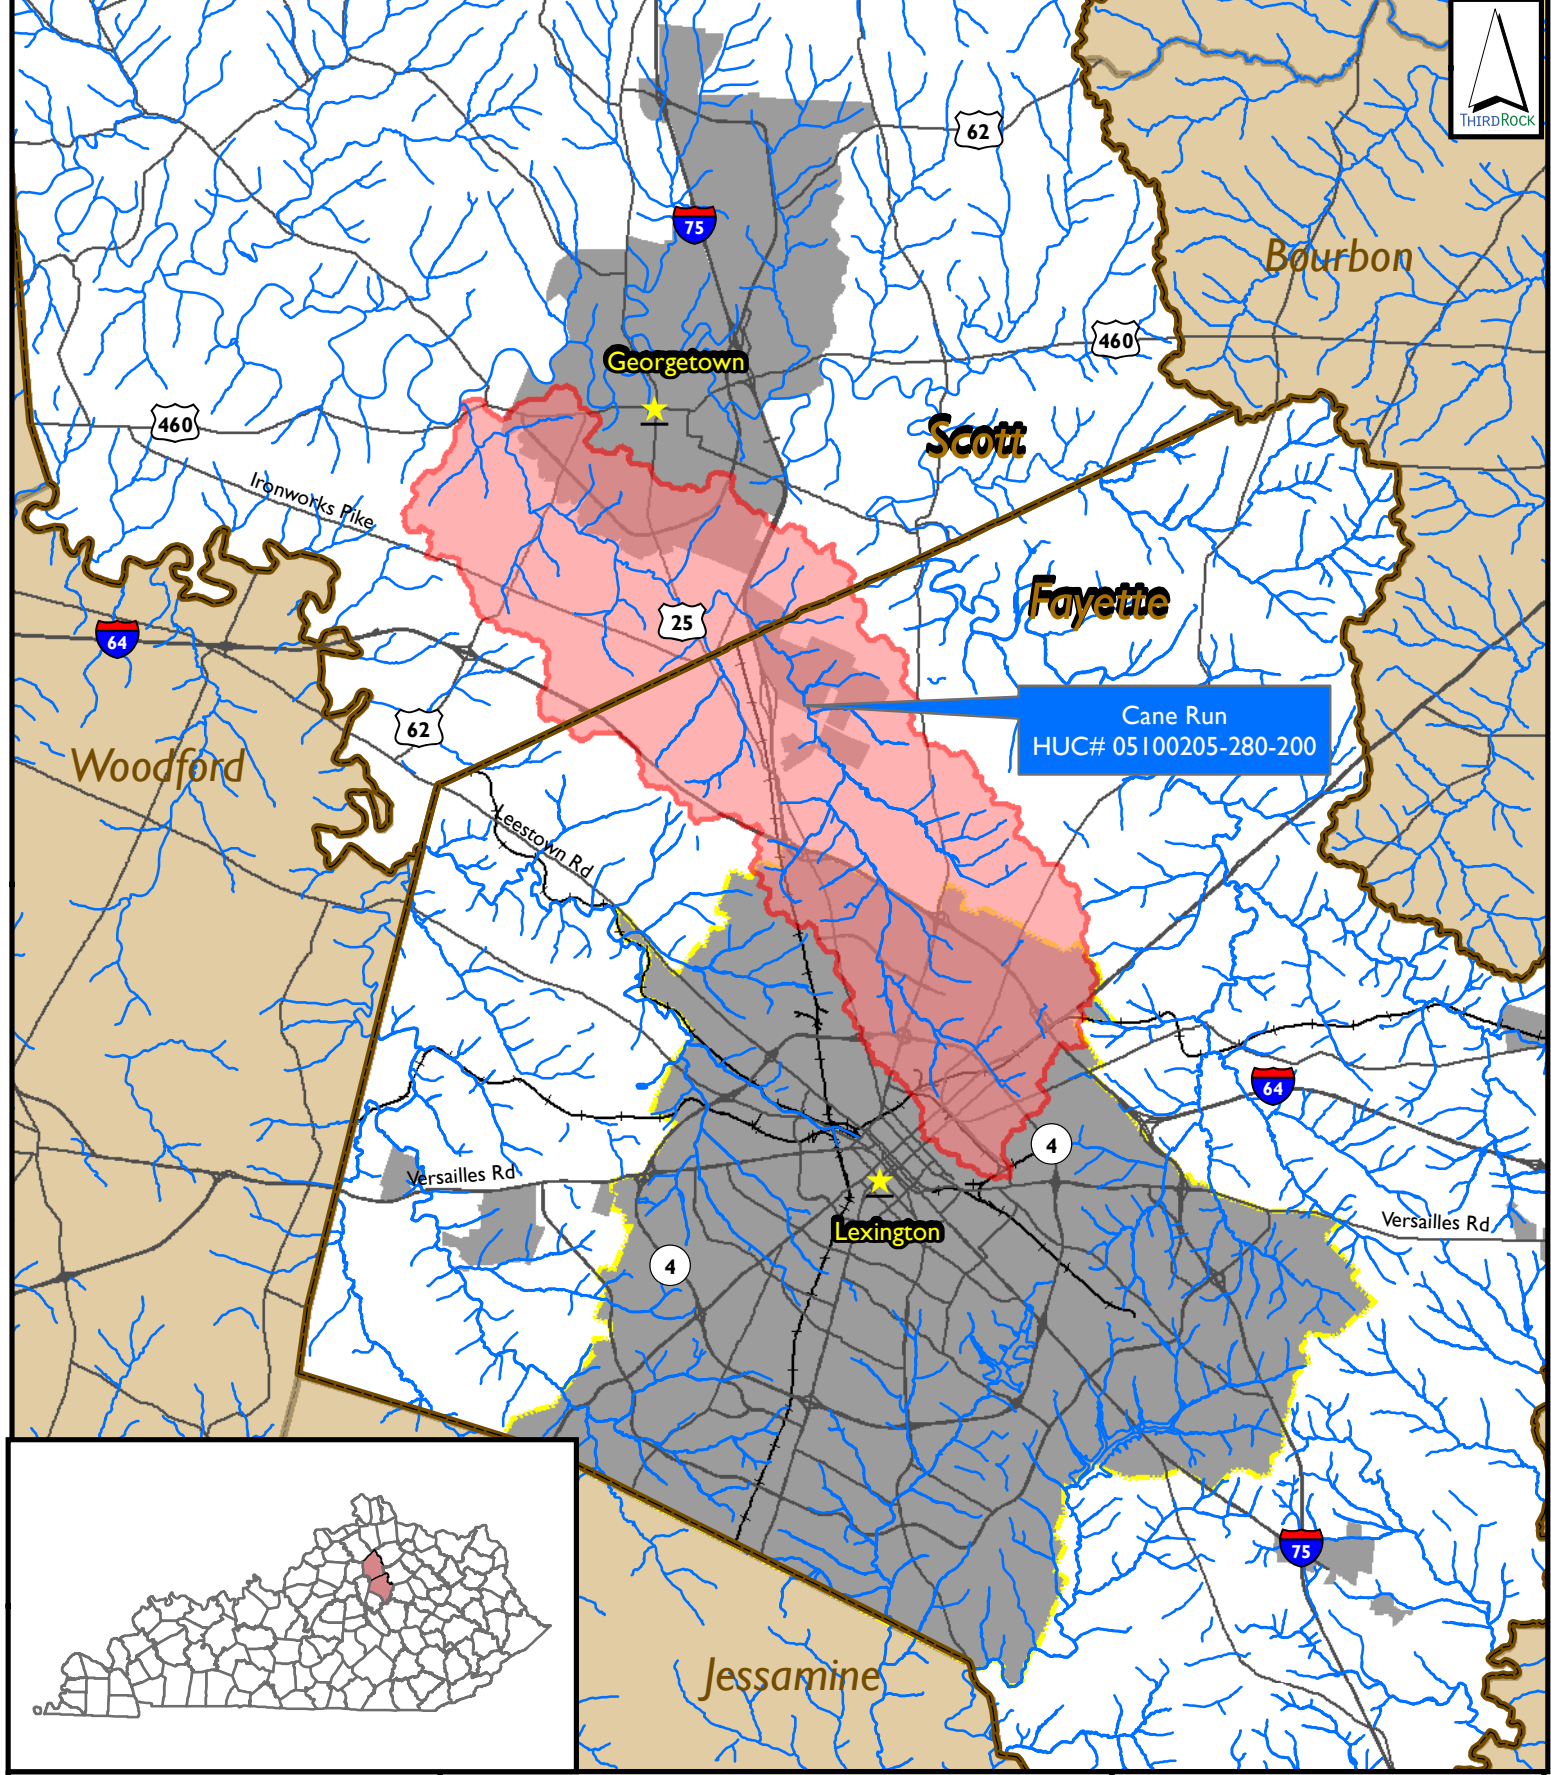 THIRDROCK
62
75
Bourbon
460
Georgetown
460
Scott
Ironworks Pike
Fayette
25
64
Cane Run
HUC# 05100205-280-200
62
Woodford
Leestown Rd
64
4
Versailles Rd
Versailles Rd
Lexington
4
75
Jessamine